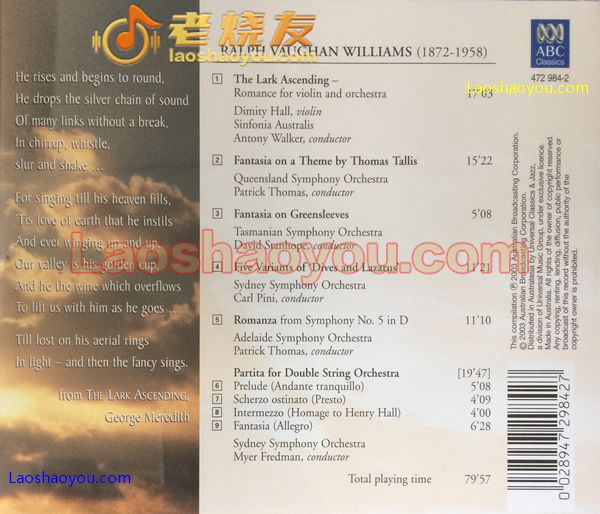 老烧友
laoshaoyou.com
RALPH VAUGHAN WILLIAMS (1872-1958)
ABC
Classics
472 984-2
Laoshaoyou.com
He rises and begins to round,
He drops the silver chain of sound
Of many links without a break,
In chirrup, whistle,
slur and shake ...
For singing till his heaven fills,
'Tis love of earth that he instils
And ever winging up and up,
Our valley is his golden cup,
And he the wine which overflows
To lift us with him as he goes ...
Till lost on his aerial rings
In light – and then the fancy sings.
from THE LARK ASCENDING,
George Meredith
Laoshaoyou.com
1 The Lark Ascending –
Romance for violin and orchestra 17'03
Dimity Hall, violin
Sinfonia Australis
Antony Walker, conductor
2 Fantasia on a Theme by Thomas Tallis 15'22
Queensland Symphony Orchestra
Patrick Thomas, conductor
3 Fantasia on Greensleeves 5'08
Tasmanian Symphony Orchestra
David Stanhope, conductor
Laoshaoyou.com
4 Five Variants of 'Dives and Lazarus' 11'21
Sydney Symphony Orchestra
Carl Pini, conductor
5 Romanza from Symphony No. 5 in D 11'10
Adelaide Symphony Orchestra
Patrick Thomas, conductor
Partita for Double String Orchestra [19'47]
6 Prelude (Andante tranquillo) 5'08
7 Scherzo ostinato (Presto) 4'09
8 Intermezzo (Homage to Henry Hall) 4'00
9 Fantasia (Allegro) 6'28
Sydney Symphony Orchestra
Myer Fredman, conductor
Total playing time 79'57
This compilation ℗ 2003 Australian Broadcasting Corporation.
© 2003 Australian Broadcasting Corporation.
Distributed in Australasia by Universal Classics & Jazz,
a division of Universal Music Group, under exclusive licence.
Made in Australia. All rights of the owner of copyright reserved.
Any copying, renting, lending, diffusion, public performance or
broadcast of this record without the authority of the
copyright owner is prohibited.
0 028947 298427
Laoshaoyou.com